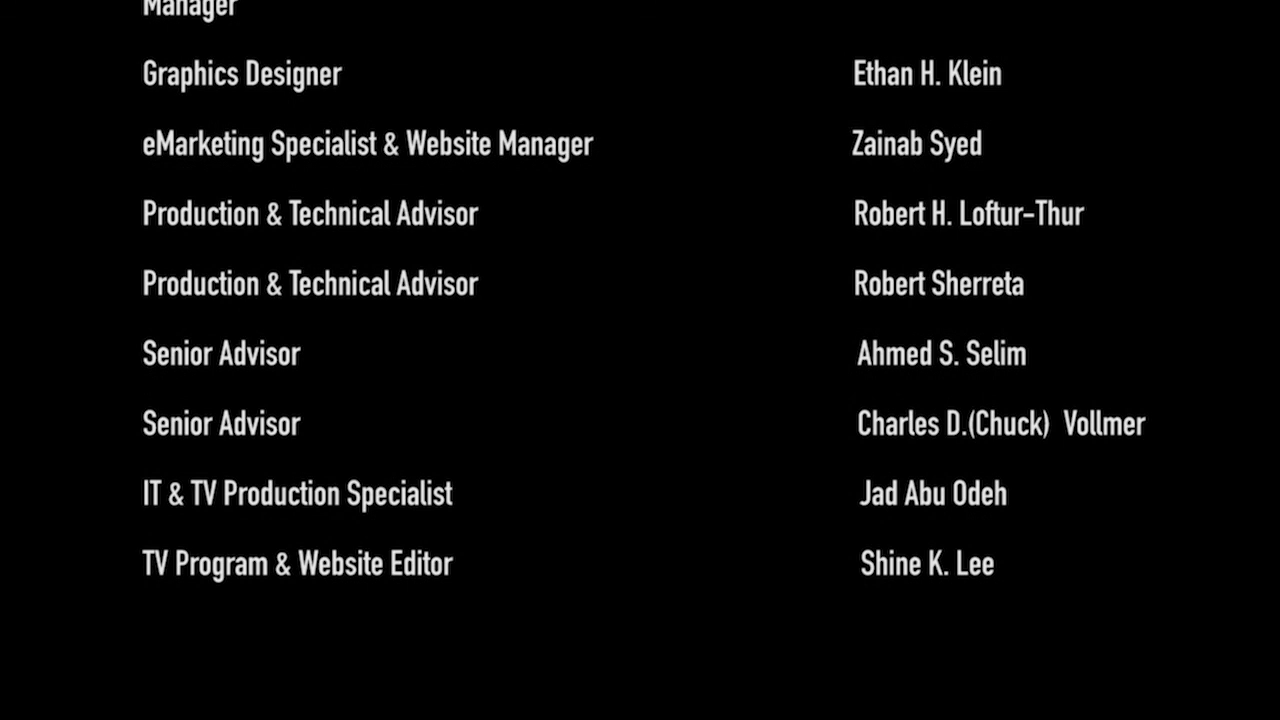 Manager
Graphics Designer Ethan H. Klein
eMarketing Specialist & Website Manager Zainab Syed
Production & Technical Advisor Robert H. Loftur-Thur
Production & Technical Advisor Robert Sherreta
Senior Advisor Ahmed S. Selim
Senior Advisor Charles D.(Chuck)  Vollmer
IT & TV Production Specialist Jad Abu Odeh
TV Program & Website Editor Shine K. Lee